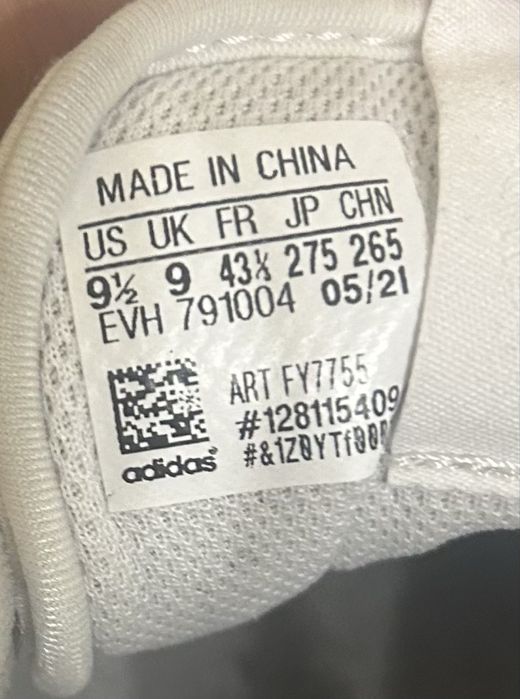 MADE IN CHINA
US UK FR JP CHN
9½ 9 43⅓ 275 265
EVH 791004 05/21
ART FY7755
#128115409
adidas